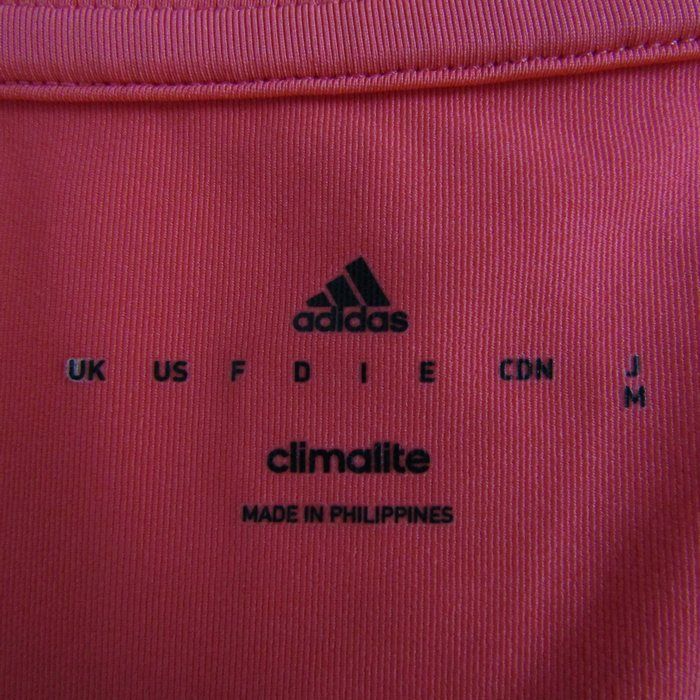 adidas
UK US F D I E CDN J
M
climalite
MADE IN PHILIPPINES